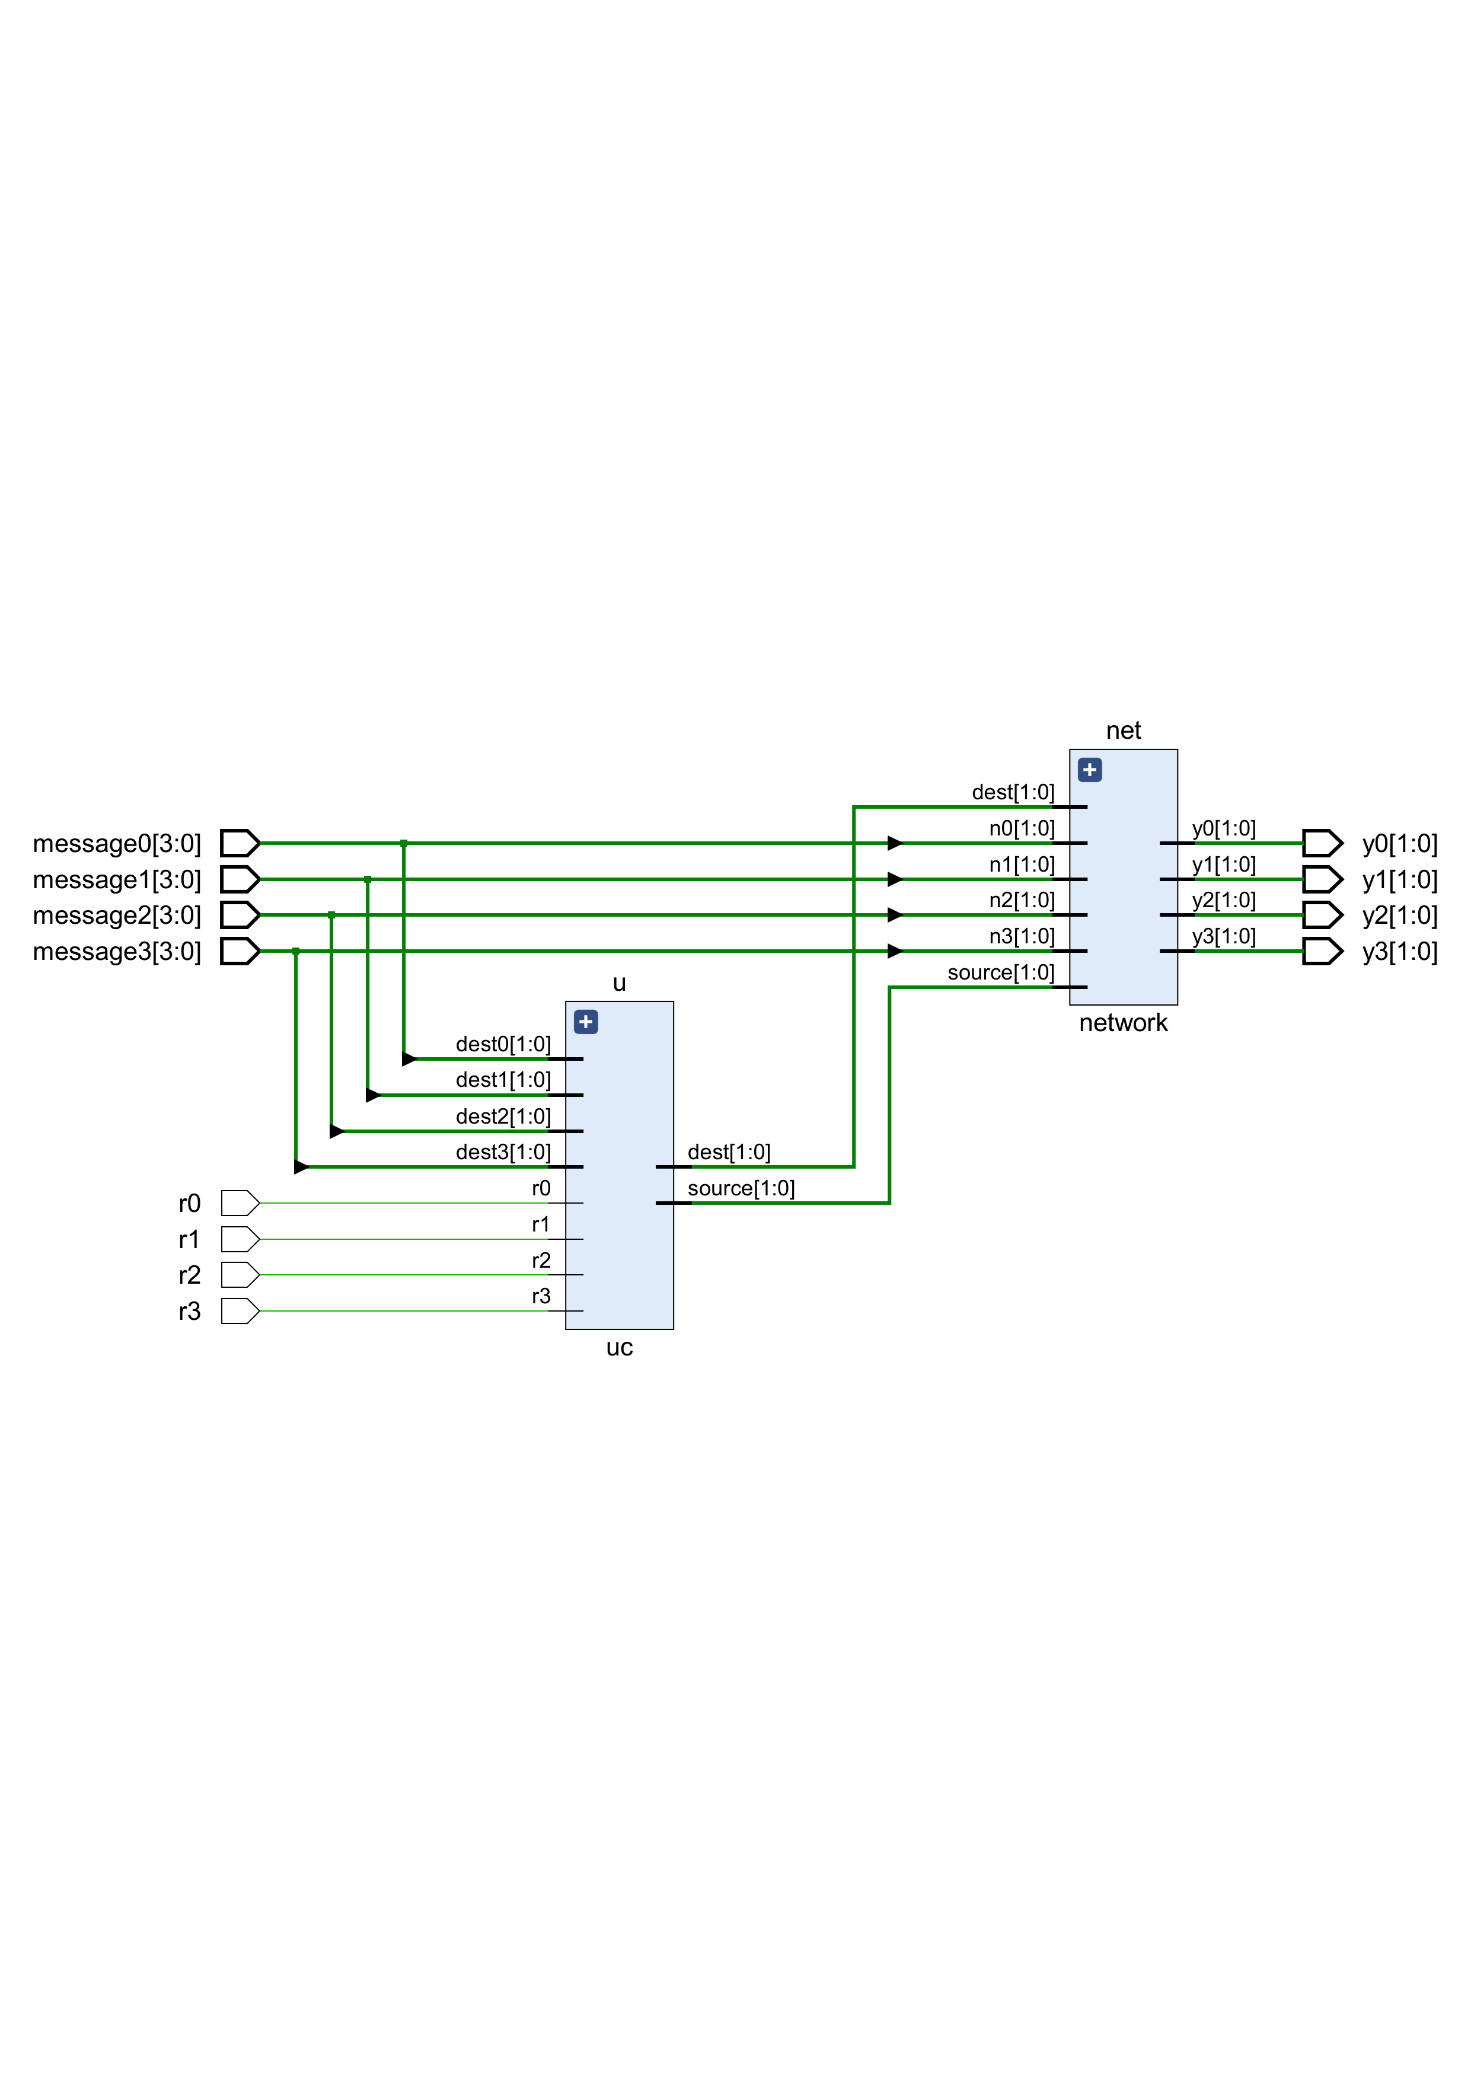 net
dest[1:0]
message0[3:0] n0[1:0] y0[1:0] y0[1:0]
message1[3:0] n1[1:0] y1[1:0] y1[1:0]
message2[3:0] n2[1:0] y2[1:0] y2[1:0]
message3[3:0] n3[1:0] y3[1:0] y3[1:0]
source[1:0]
network
u
dest0[1:0]
dest1[1:0]
dest2[1:0]
dest3[1:0] dest[1:0]
r0 r0 source[1:0]
r1 r1
r2 r2
r3 r3
uc